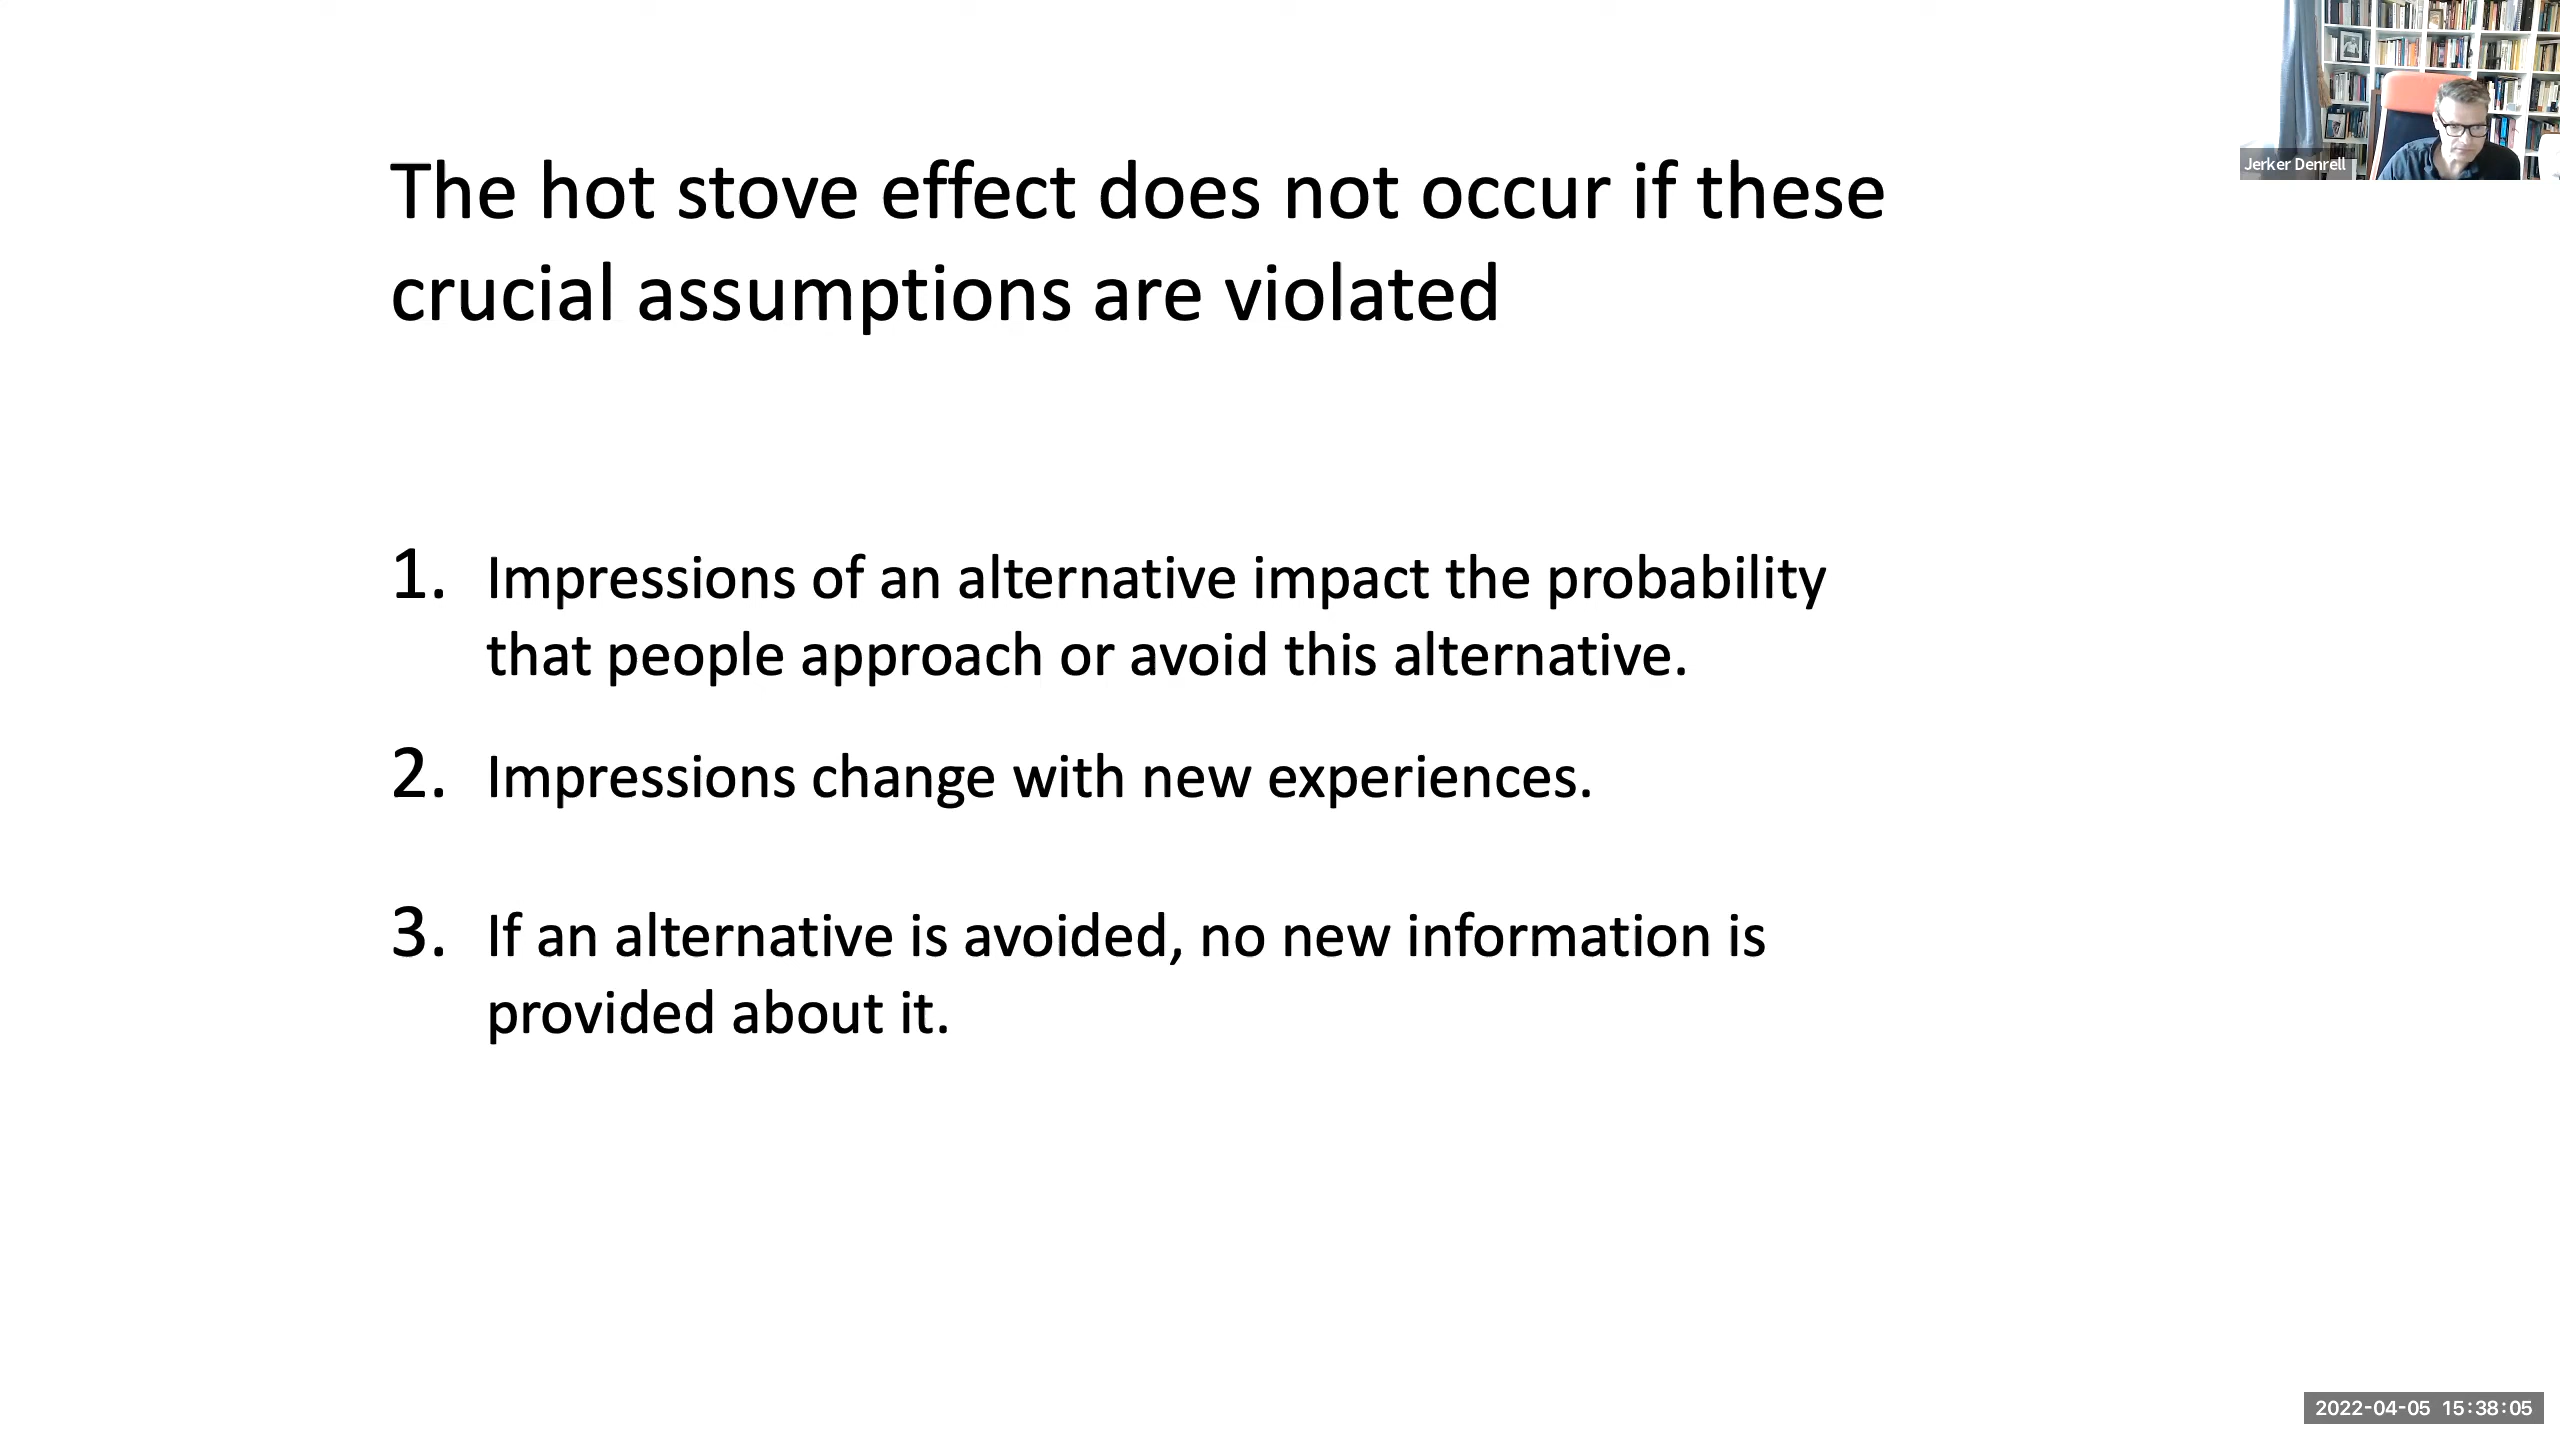 The hot stove effect does not occur if these
crucial assumptions are violated
Jerker Denrell
1. Impressions of an alternative impact the probability
that people approach or avoid this alternative.
2. Impressions change with new experiences.
3. If an alternative is avoided, no new information is
provided about it.
2022-04-05 15:38:05